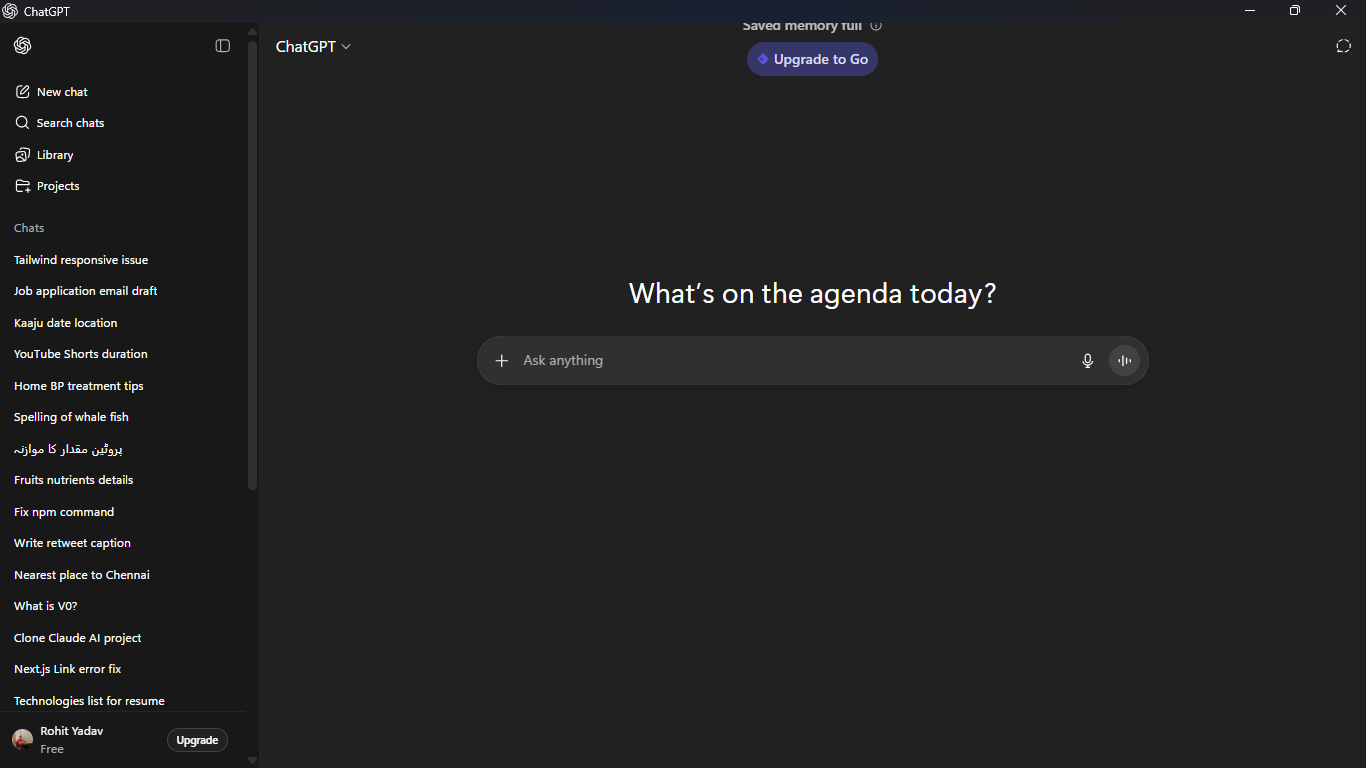 ChatGPT
ChatGPT
Saved memory full
Upgrade to Go
New chat
Search chats
Library
Projects
Chats
Tailwind responsive issue
Job application email draft
Kaaju date location
YouTube Shorts duration
Home BP treatment tips
Spelling of whale fish
پروٹین مقدار کا موازنہ
Fruits nutrients details
Fix npm command
Write retweet caption
Nearest place to Chennai
What is V0?
Clone Claude AI project
Next.js Link error fix
Technologies list for resume
Rohit Yadav
Free
Upgrade
What's on the agenda today?
Ask anything